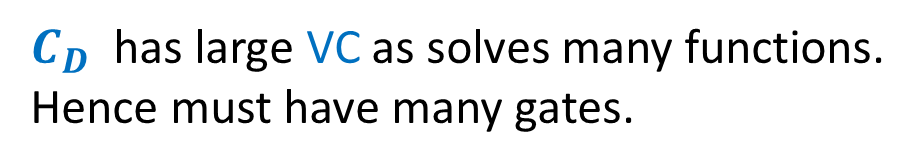 C_D has large VC as solves many functions.
Hence must have many gates.